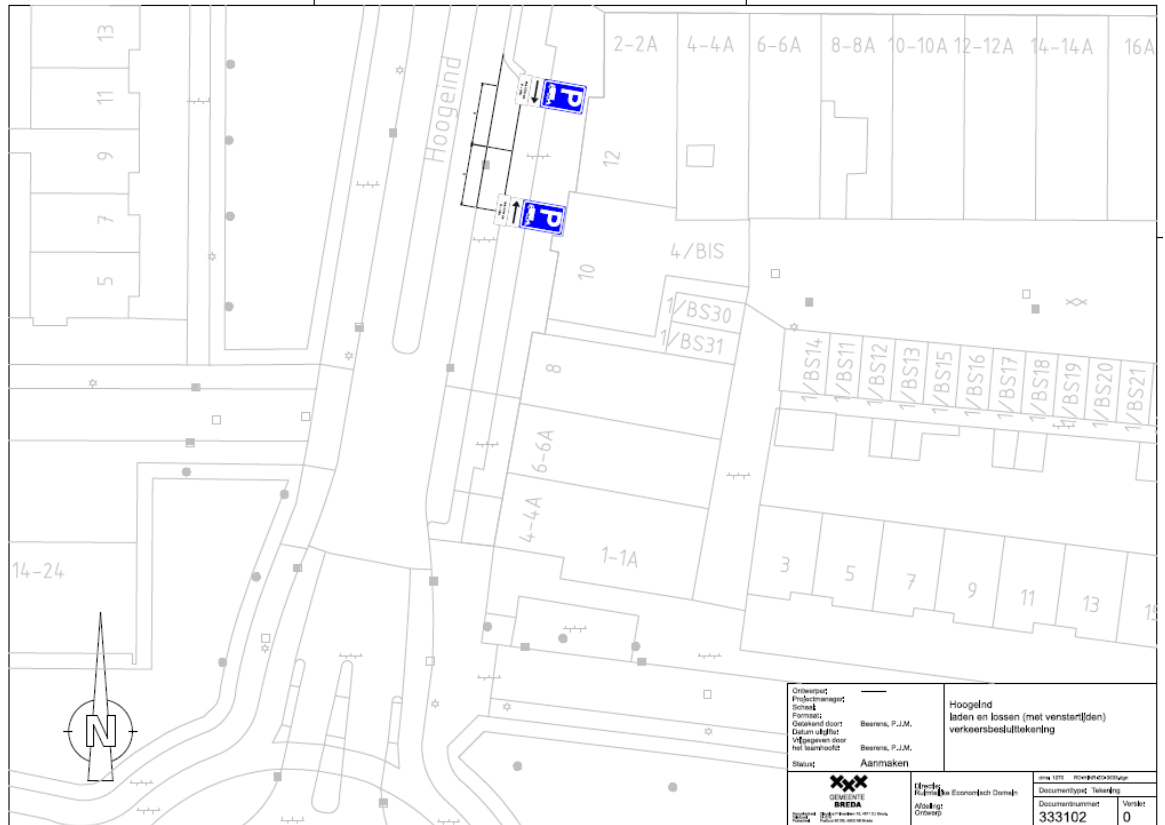 13
11
9
7
5
Hoogeind
2-2A
4-4A
6-6A
8-8A
10-10A
12-12A
14-14A
16A
P
12
P
10
4/BIS
1/BS30
1/BS31
8
6-6A
4-4A
1-1A
1/BS14
1/BS11
1/BS12
1/BS13
1/BS15
1/BS16
1/BS17
1/BS18
1/BS19
1/BS20
1/BS21
3
5
7
9
11
13
14-24
N
Ontwerper:
Projectmanager:
Schaal:
Formaat:
Getekend door: Beerens, P.J.M.
Datum uitgifte:
Vrijgegeven door
het teamhoofd: Beerens, P.J.M.
Status: Aanmaken
Hoogeind
laden en lossen (met venstertijden)
verkeersbesluittekening
GEMEENTE
BREDA
Directie:
Ruimtelijke Economisch Domein
Afdeling:
Ontwerp
Documenttype: Tekening
Documentnummer:
333102
Versie:
0